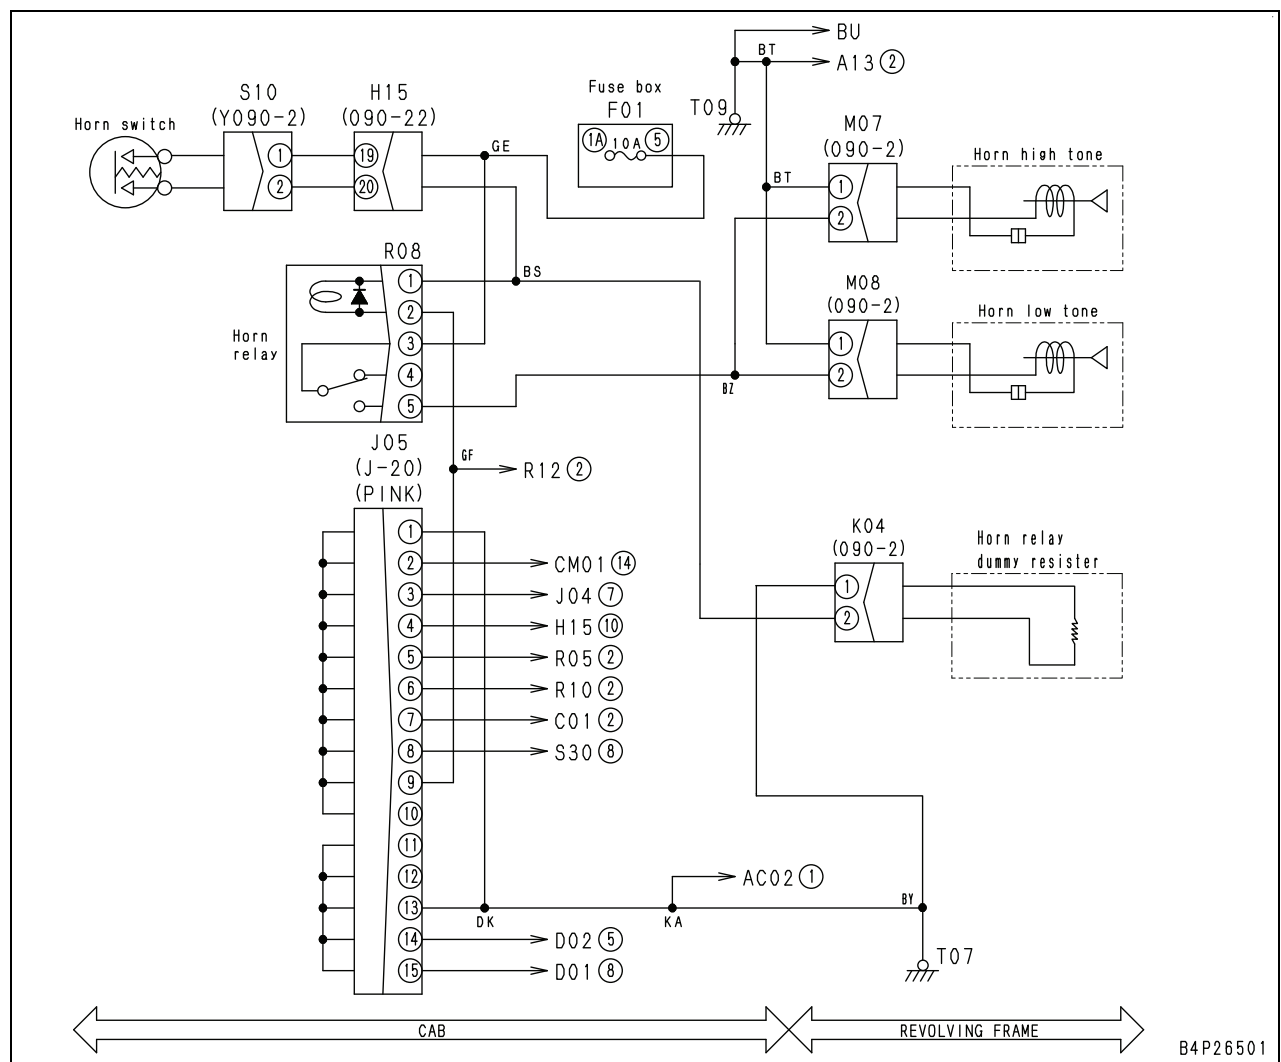 BU
BT
A13 ②
S10
(Y090-2)
H15
(090-22)
Fuse box
F01
T09
Horn switch
1A 10A ⑤
M07
(090-2)
Horn high tone
① ⑲ GE
② ⑳
BT ①
②
R08
Horn
relay
① BS
②
③
④
⑤
M08
(090-2)
Horn low tone
①
②
BZ
J05
(J-20)
(PINK)
GF
R12 ②
①
② CM01 ⑭
③ J04 ⑦
④ H15 ⑩
⑤ R05 ②
⑥ R10 ②
⑦ C01 ②
⑧ S30 ⑧
⑨
⑩
⑪
⑫
⑬
⑭ D02 ⑤
⑮ D01 ⑧
K04
(090-2)
Horn relay
dummy resister
①
②
AC02 ①
DK
KA
BY
T07
CAB
REVOLVING FRAME
B4P26501